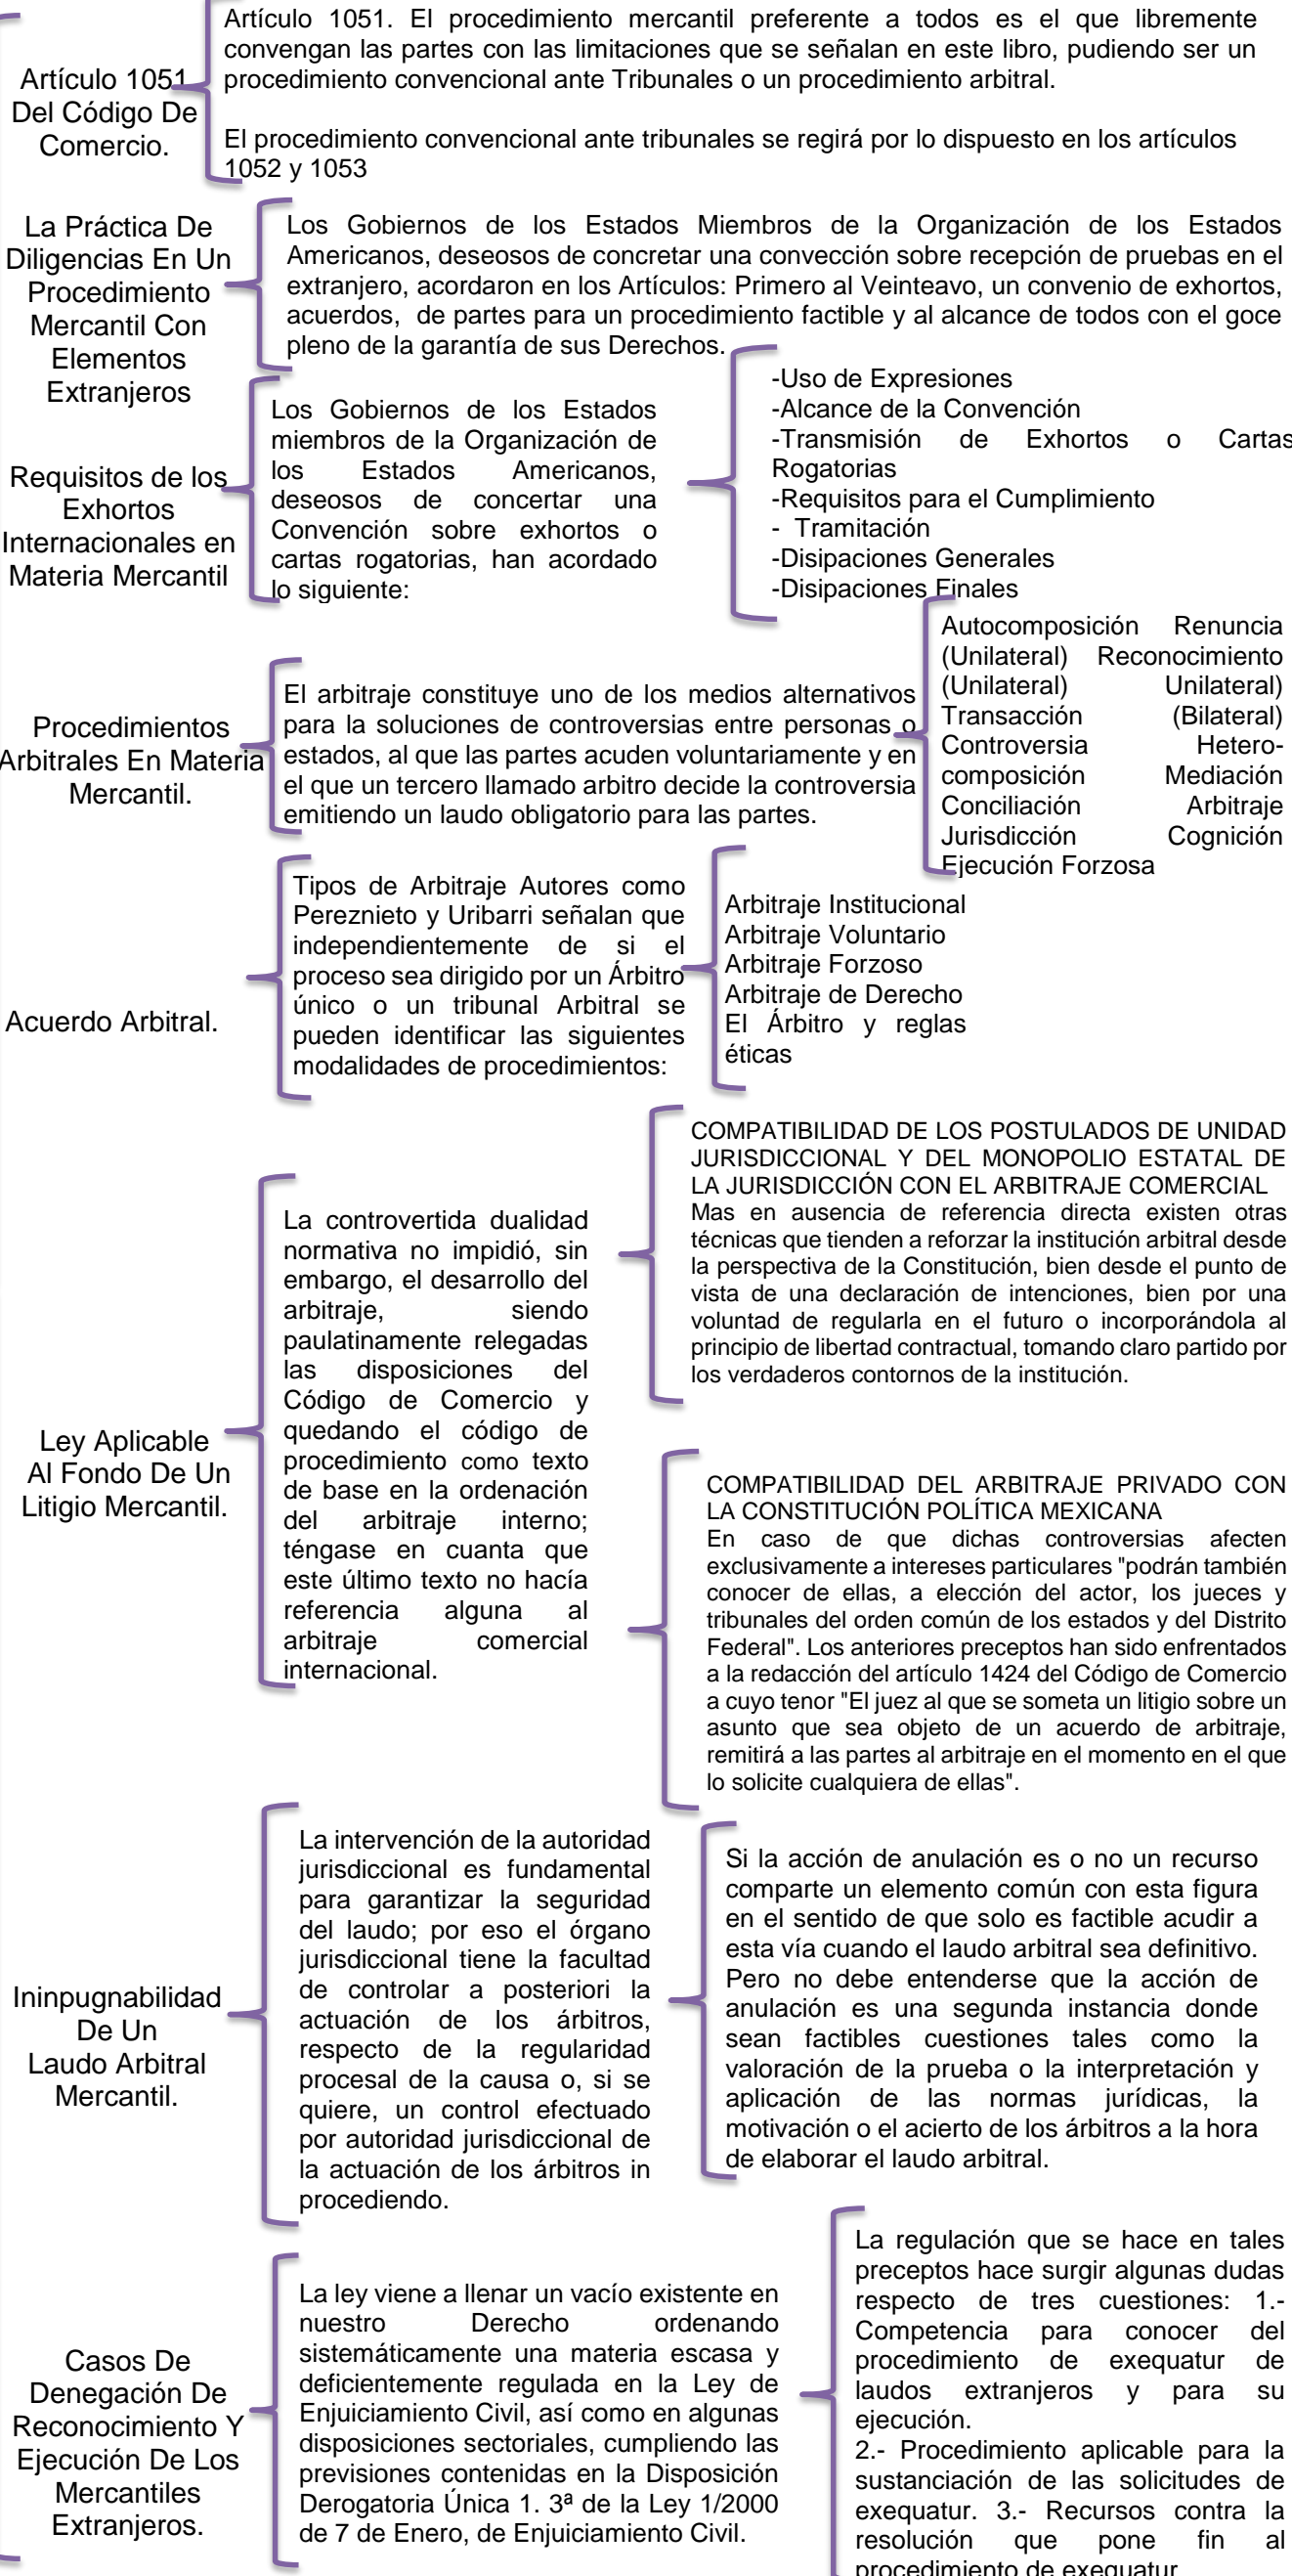 Artículo 1051
Del Código De
Comercio.
Artículo 1051. El procedimiento mercantil preferente a todos es el que libremente
convengan las partes con las limitaciones que se señalan en este libro, pudiendo ser un
procedimiento convencional ante Tribunales o un procedimiento arbitral.
El procedimiento convencional ante tribunales se regirá por lo dispuesto en los artículos
1052 y 1053
La Práctica De
Diligencias En Un
Procedimiento
Mercantil Con
Elementos
Extranjeros
Los Gobiernos de los Estados Miembros de la Organización de los Estados
Americanos, deseosos de concretar una convección sobre recepción de pruebas en el
extranjero, acordaron en los Artículos: Primero al Veinteavo, un convenio de exhortos,
acuerdos, de partes para un procedimiento factible y al alcance de todos con el goce
pleno de la garantía de sus Derechos.
Requisitos de los
Exhortos
Internacionales en
Materia Mercantil
Los Gobiernos de los Estados
miembros de la Organización de
los Estados Americanos,
deseosos de concertar una
Convención sobre exhortos o
cartas rogatorias, han acordado
lo siguiente:
-Uso de Expresiones
-Alcance de la Convención
-Transmisión de Exhortos o Cartas
Rogatorias
-Requisitos para el Cumplimiento
- Tramitación
-Disipaciones Generales
-Disipaciones Finales
Procedimientos
Arbitrales En Materia
Mercantil.
El arbitraje constituye uno de los medios alternativos
para la soluciones de controversias entre personas o
estados, al que las partes acuden voluntariamente y en
el que un tercero llamado arbitro decide la controversia
emitiendo un laudo obligatorio para las partes.
Autocomposición Renuncia
(Unilateral) Reconocimiento
(Unilateral) Unilateral)
Transacción (Bilateral)
Controversia Hetero-
composición Mediación
Conciliación Arbitraje
Jurisdicción Cognición
Ejecución Forzosa
Acuerdo Arbitral.
Tipos de Arbitraje Autores como
Pereznieto y Uribarri señalan que
independientemente de si el
proceso sea dirigido por un Árbitro
único o un tribunal Arbitral se
pueden identificar las siguientes
modalidades de procedimientos:
Arbitraje Institucional
Arbitraje Voluntario
Arbitraje Forzoso
Arbitraje de Derecho
El Árbitro y reglas
éticas
Ley Aplicable
Al Fondo De Un
Litigio Mercantil.
La controvertida dualidad
normativa no impidió, sin
embargo, el desarrollo del
arbitraje, siendo
paulatinamente relegadas
las disposiciones del
Código de Comercio y
quedando el código de
procedimiento como texto
de base en la ordenación
del arbitraje interno;
téngase en cuanta que
este último texto no hacía
referencia alguna al
arbitraje comercial
internacional.
COMPATIBILIDAD DE LOS POSTULADOS DE UNIDAD
JURISDICCIONAL Y DEL MONOPOLIO ESTATAL DE
LA JURISDICCIÓN CON EL ARBITRAJE COMERCIAL
Mas en ausencia de referencia directa existen otras
técnicas que tienden a reforzar la institución arbitral desde
la perspectiva de la Constitución, bien desde el punto de
vista de una declaración de intenciones, bien por una
voluntad de regularla en el futuro o incorporándola al
principio de libertad contractual, tomando claro partido por
los verdaderos contornos de la institución.
COMPATIBILIDAD DEL ARBITRAJE PRIVADO CON
LA CONSTITUCIÓN POLÍTICA MEXICANA
En caso de que dichas controversias afecten
exclusivamente a intereses particulares "podrán también
conocer de ellas, a elección del actor, los jueces y
tribunales del orden común de los estados y del Distrito
Federal". Los anteriores preceptos han sido enfrentados
a la redacción del artículo 1424 del Código de Comercio
a cuyo tenor "El juez al que se someta un litigio sobre un
asunto que sea objeto de un acuerdo de arbitraje,
remitirá a las partes al arbitraje en el momento en el que
lo solicite cualquiera de ellas".
Ininpugnabilidad
De Un
Laudo Arbitral
Mercantil.
La intervención de la autoridad
jurisdiccional es fundamental
para garantizar la seguridad
del laudo; por eso el órgano
jurisdiccional tiene la facultad
de controlar a posteriori la
actuación de los árbitros,
respecto de la regularidad
procesal de la causa o, si se
quiere, un control efectuado
por autoridad jurisdiccional de
la actuación de los árbitros in
procediendo.
Si la acción de anulación es o no un recurso
comparte un elemento común con esta figura
en el sentido de que solo es factible acudir a
esta vía cuando el laudo arbitral sea definitivo.
Pero no debe entenderse que la acción de
anulación es una segunda instancia donde
sean factibles cuestiones tales como la
valoración de la prueba o la interpretación y
aplicación de las normas jurídicas, la
motivación o el acierto de los árbitros a la hora
de elaborar el laudo arbitral.
Casos De
Denegación De
Reconocimiento Y
Ejecución De Los
Mercantiles
Extranjeros.
La ley viene a llenar un vacío existente en
nuestro Derecho ordenando
sistemáticamente una materia escasa y
deficientemente regulada en la Ley de
Enjuiciamiento Civil, así como en algunas
disposiciones sectoriales, cumpliendo las
previsiones contenidas en la Disposición
Derogatoria Única 1. 3ª de la Ley 1/2000
de 7 de Enero, de Enjuiciamiento Civil.
La regulación que se hace en tales
preceptos hace surgir algunas dudas
respecto de tres cuestiones: 1.-
Competencia para conocer del
procedimiento de exequatur de
laudos extranjeros y para su
ejecución.
2.- Procedimiento aplicable para la
sustanciación de las solicitudes de
exequatur. 3.- Recursos contra la
resolución que pone fin al
procedimiento de exequatur